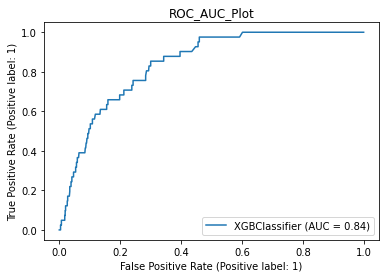 ROC_AUC_Plot
True Positive Rate (Positive label: 1)
1.0
0.8
0.6
0.4
0.2
0.0
XGBClassifier (AUC = 0.84)
0.0 0.2 0.4 0.6 0.8 1.0
False Positive Rate (Positive label: 1)